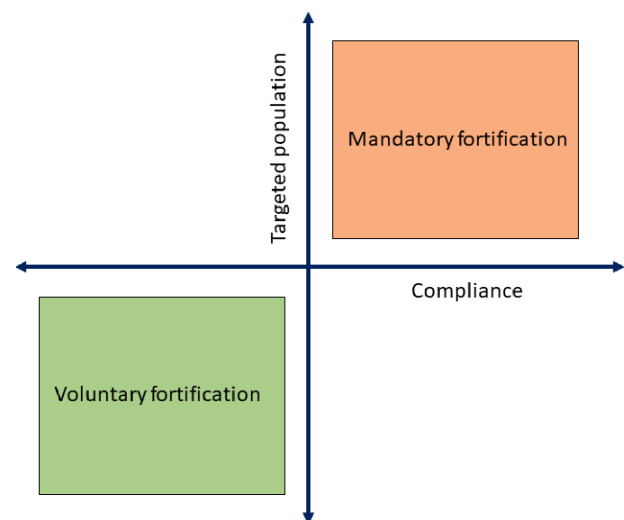 Targeted population
Mandatory fortification
Compliance
Voluntary fortification